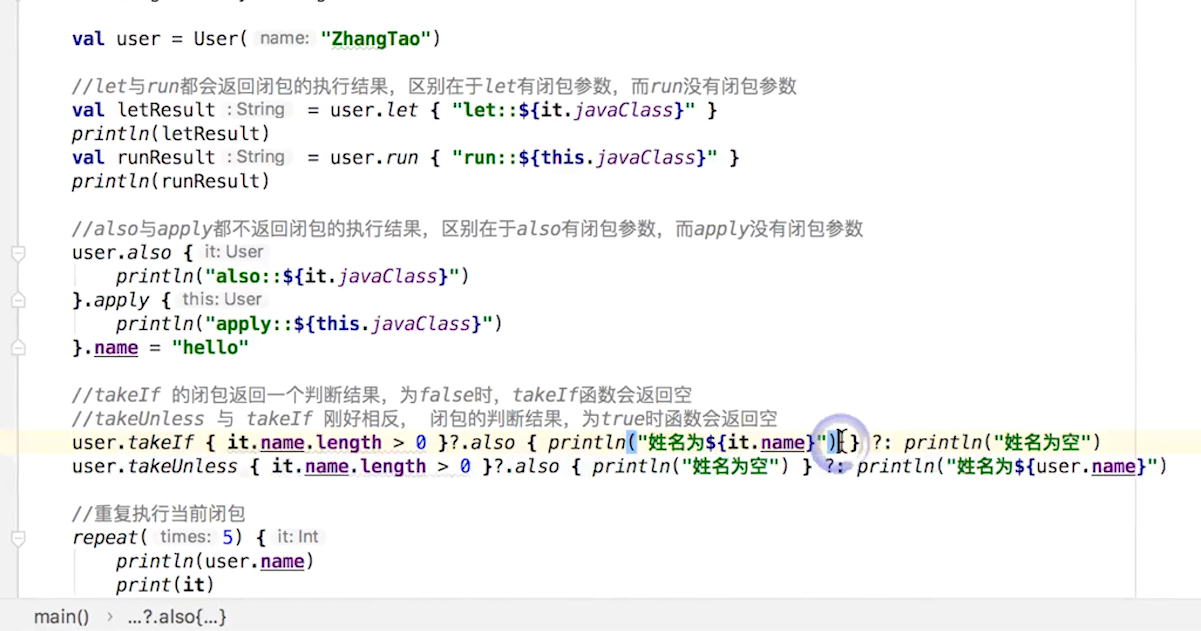 val user = User( name: "ZhangTao")
//let与run都会返回闭包的执行结果，区别在于let有闭包参数，而run没有闭包参数
val letResult : String = user.let { "let::${it.javaClass}" }
println(letResult)
val runResult : String = user.run { "run::${this.javaClass}" }
println(runResult)
//also与apply都不返回闭包的执行结果，区别在于also有闭包参数，而apply没有闭包参数
user.also { it: User
println("also::${it.javaClass}")
}.apply { this: User
println("apply::${this.javaClass}")
}.name = "hello"
//takeIf 的闭包返回一个判断结果，为false时，takeIf函数会返回空
//takeUnless 与 takeIf 刚好相反， 闭包的判断结果，为true时函数会返回空
user.takeIf { it.name.length > 0 }?.also { println("姓名为${it.name}") } ?: println("姓名为空")
user.takeUnless { it.name.length > 0 }?.also { println("姓名为空") } ?: println("姓名为${user.name}")
//重复执行当前闭包
repeat( times: 5) { it: Int
println(user.name)
print(it)
main() › ...?.also{...}